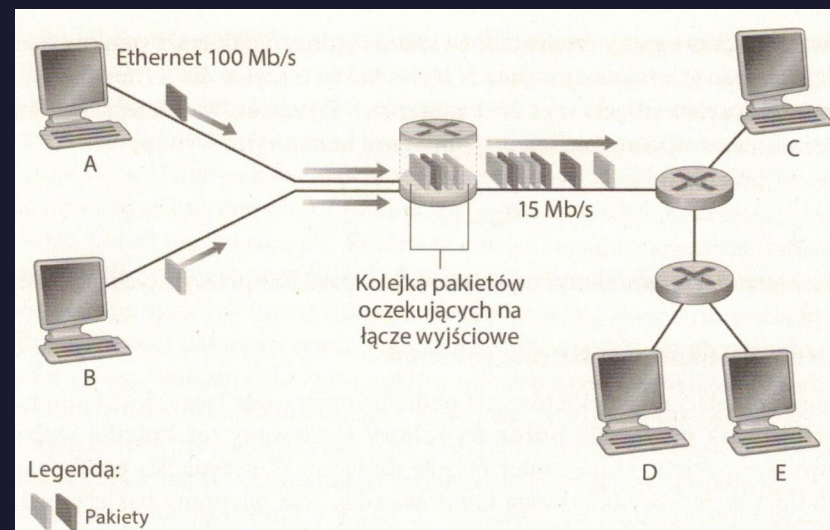 Ethernet 100 Mb/s
A
C
15 Mb/s
Kolejka pakietów
oczekujących na
łącze wyjściowe
B
D
E
Legenda:
Pakiety